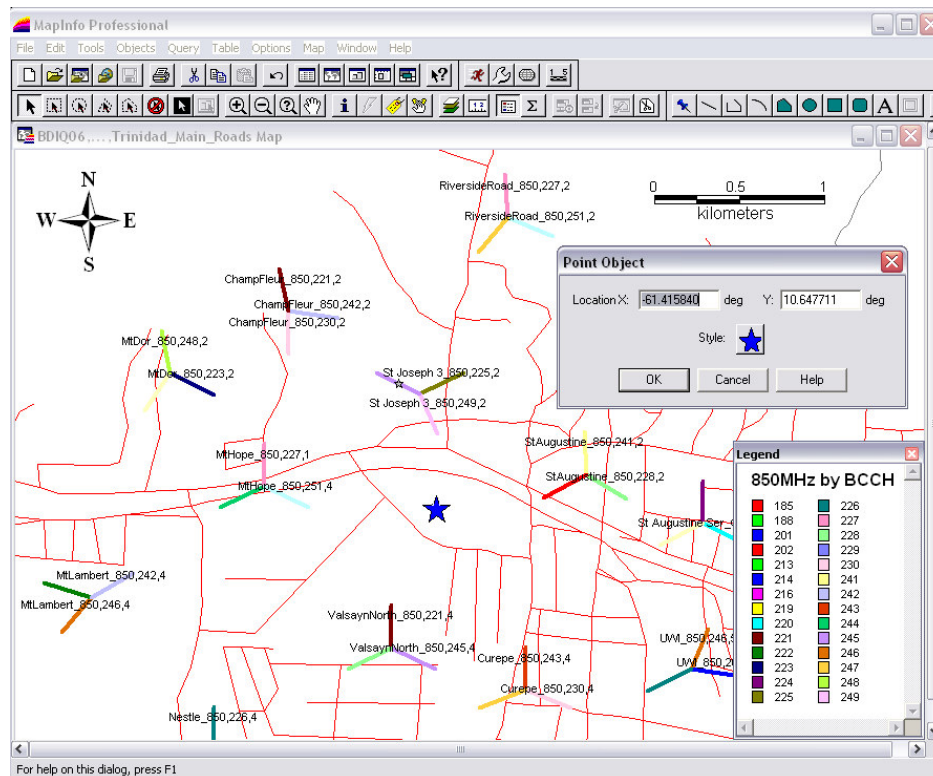 MapInfo Professional
File Edit Tools Objects Query Table Options Map Window Help
BDIQ06,...,Trinidad_Main_Roads Map
N
W E
S
RiversideRoad_850,227,2
RiversideRoad_850,251,2
0 0.5 1
kilometers
Point Object
Location X: -61.415840 deg Y: 10.647711 deg
Style:
OK Cancel Help
ChampFleur_850,221,2
ChampFleur_850,242,2
ChampFleur_850,230,2
MtDor_850,248,2
MtDor_850,223,2
St Joseph 3_850,225,2
St Joseph 3_850,249,2
MtHope_850,227,1
MtHope_850,251,4
StAugustine_850,241,2
StAugustine_850,228,2
St Augustine Ser_
MtLambert_850,242,4
MtLambert_850,246,4
ValsaynNorth_850,221,4
ValsaynNorth_850,245,4
Curepe_850,243,4
Curepe_850,230,4
UWI_850,246,
UWI_850,
Nestle_850,226,4
Legend
850MHz by BCCH
185 226
188 227
201 228
202 229
213 230
214 241
216 242
219 243
220 244
221 245
222 246
223 247
224 248
225 249
For help on this dialog, press F1